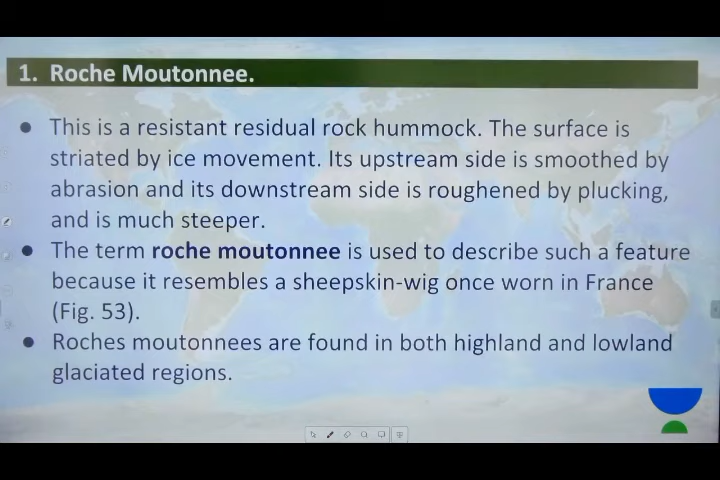 1. Roche Moutonnee.
● This is a resistant residual rock hummock. The surface is
striated by ice movement. Its upstream side is smoothed by
abrasion and its downstream side is roughened by plucking,
and is much steeper.
● The term roche moutonnee is used to describe such a feature
because it resembles a sheepskin-wig once worn in France
(Fig. 53).
● Roches moutonnees are found in both highland and lowland
glaciated regions.